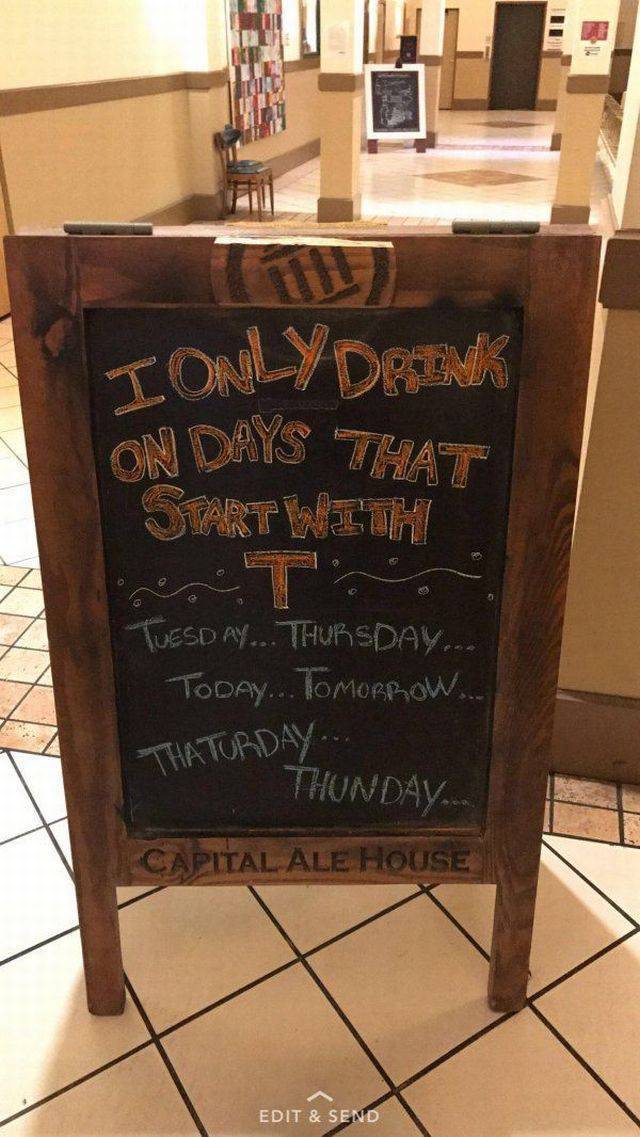 I ONLY DRINK
ON DAYS THAT
START WITH
T
TUESDAY... THURSDAY...
TODAY... TOMORROW...
THATURDAY...
THUNDAY...
CAPITAL ALE HOUSE
EDIT & SEND